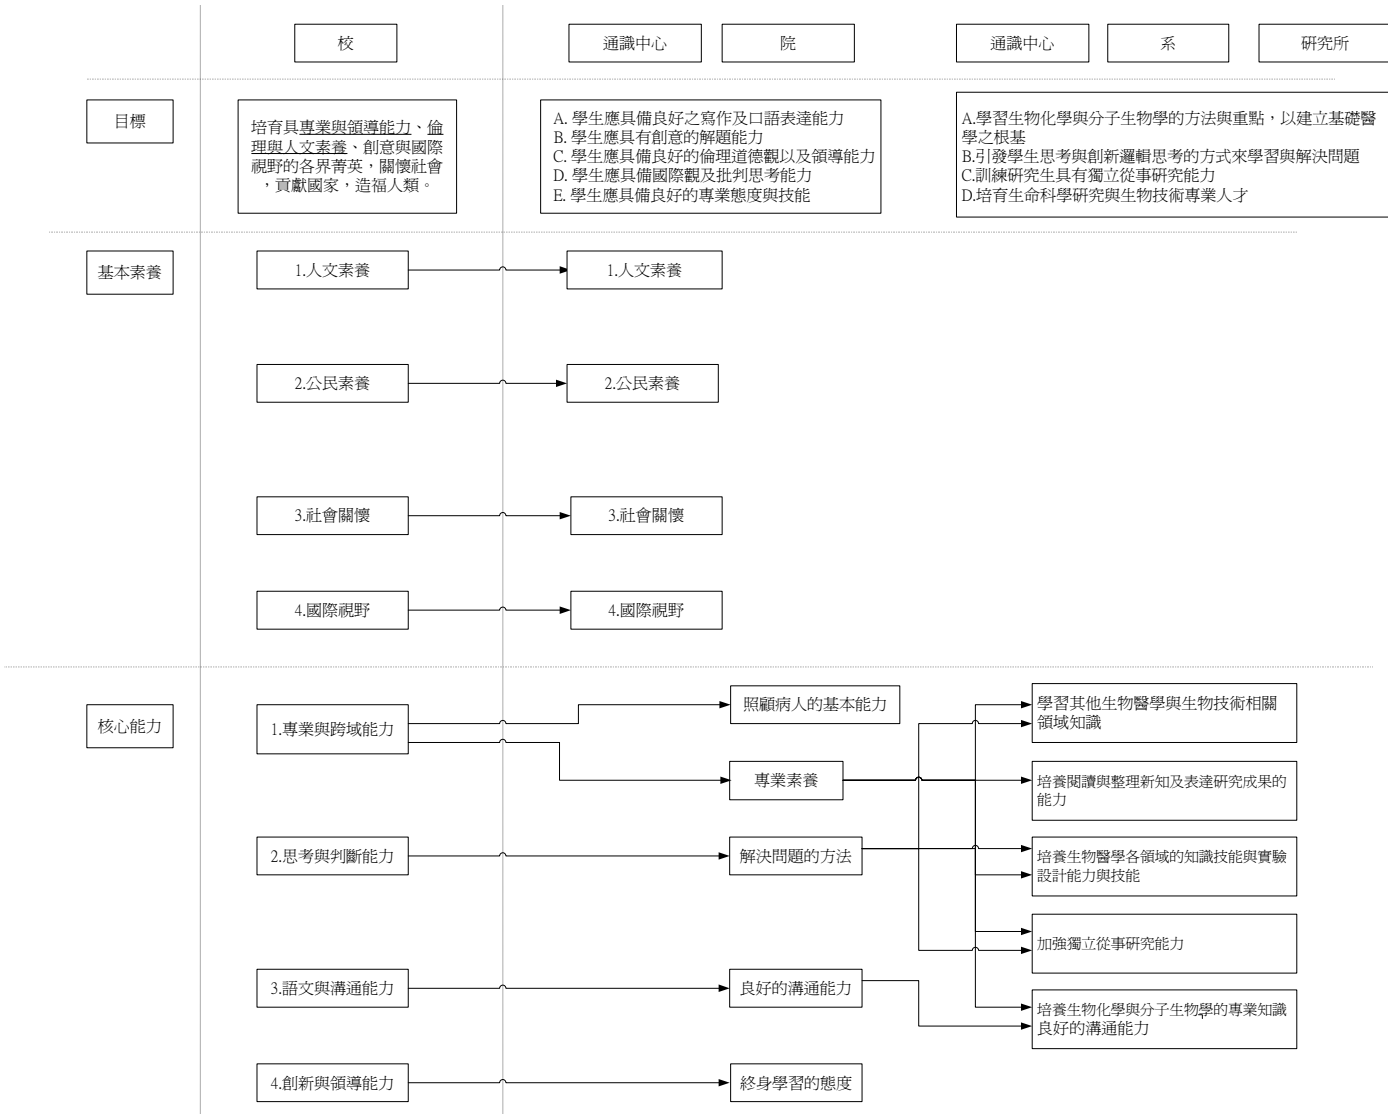 校
通識中心
院
通識中心
系
研究所
目標
培育具專業與領導能力、倫
理與人文素養、創意與國際
視野的各界菁英，關懷社會
，貢獻國家，造福人類。
A. 學生應具備良好之寫作及口語表達能力
B. 學生應具有創意的解題能力
C. 學生應具備良好的倫理道德觀以及領導能力
D. 學生應具備國際觀及批判思考能力
E. 學生應具備良好的專業態度與技能
A.學習生物化學與分子生物學的方法與重點，以建立基礎醫
學之根基
B.引發學生思考與創新邏輯思考的方式來學習與解決問題
C.訓練研究生具有獨立從事研究能力
D.培育生命科學研究與生物技術專業人才
基本素養
1.人文素養
1.人文素養
2.公民素養
2.公民素養
3.社會關懷
3.社會關懷
4.國際視野
4.國際視野
核心能力
1.專業與跨域能力
照顧病人的基本能力
學習其他生物醫學與生物技術相關
領域知識
專業素養
培養閱讀與整理新知及表達研究成果的
能力
2.思考與判斷能力
解決問題的方法
培養生物醫學各領域的知識技能與實驗
設計能力與技能
加強獨立從事研究能力
3.語文與溝通能力
良好的溝通能力
培養生物化學與分子生物學的專業知識
良好的溝通能力
4.創新與領導能力
終身學習的態度